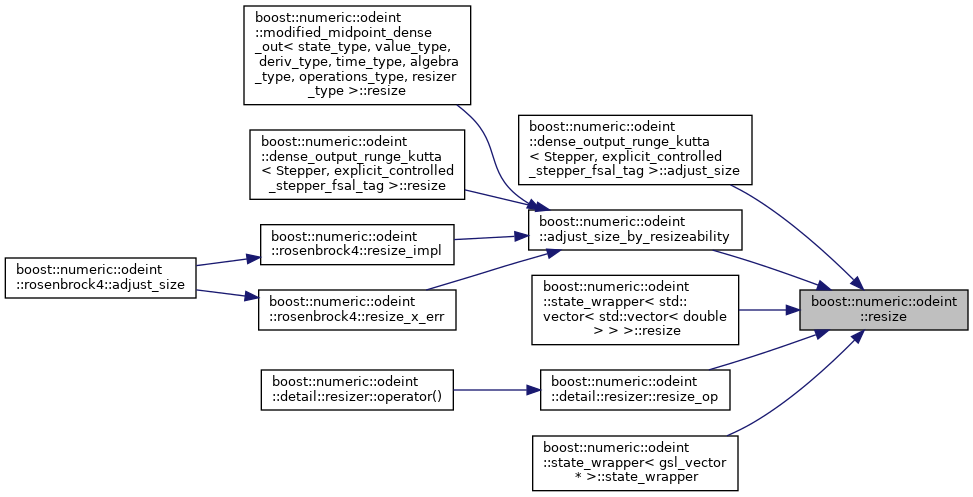 boost::numeric::odeint
::modified_midpoint_dense
_out< state_type, value_type,
deriv_type, time_type, algebra
_type, operations_type, resizer
_type >::resize
boost::numeric::odeint
::dense_output_runge_kutta
< Stepper, explicit_controlled
_stepper_fsal_tag >::adjust_size
boost::numeric::odeint
::dense_output_runge_kutta
< Stepper, explicit_controlled
_stepper_fsal_tag >::resize
boost::numeric::odeint
::adjust_size_by_resizeability
boost::numeric::odeint
::rosenbrock4::resize_impl
boost::numeric::odeint
::rosenbrock4::adjust_size
boost::numeric::odeint
::rosenbrock4::resize_x_err
boost::numeric::odeint
::state_wrapper< std::
vector< std::vector< double
> > >::resize
boost::numeric::odeint
::resize
boost::numeric::odeint
::detail::resizer::operator()
boost::numeric::odeint
::detail::resizer::resize_op
boost::numeric::odeint
::state_wrapper< gsl_vector
* >::state_wrapper